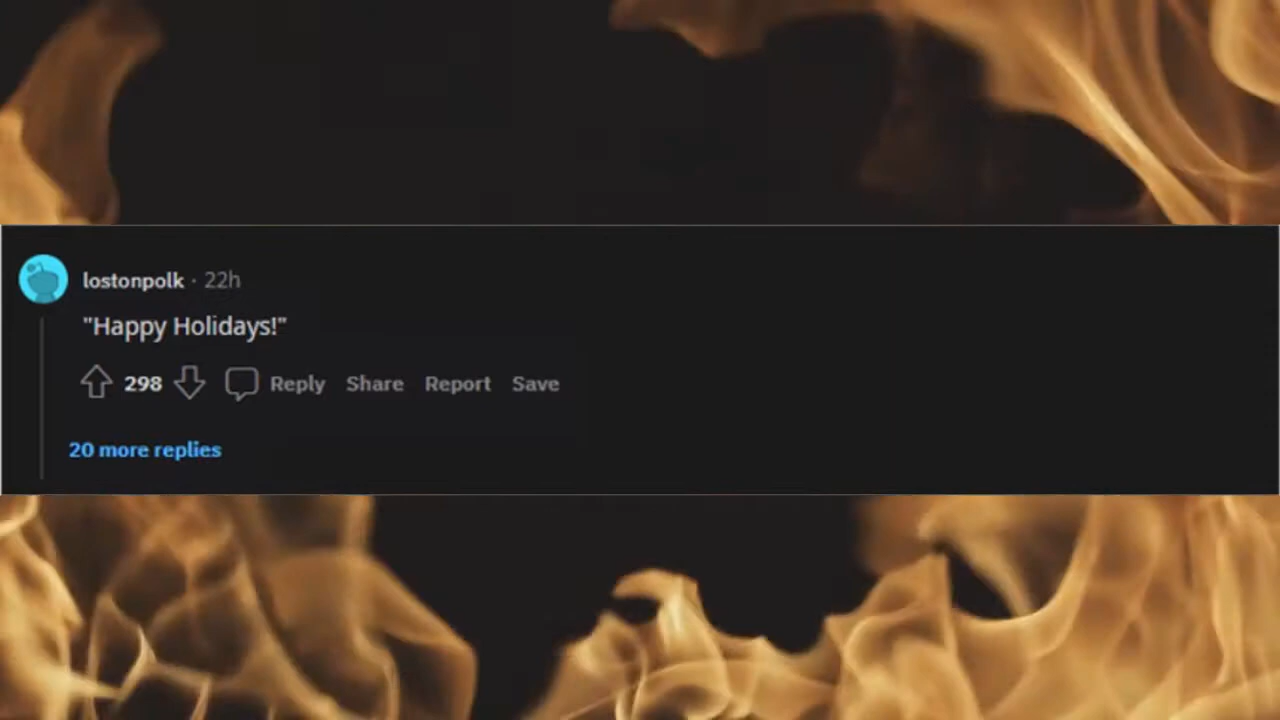 lostonpolk · 22h
"Happy Holidays!"
298 Reply Share Report Save
20 more replies